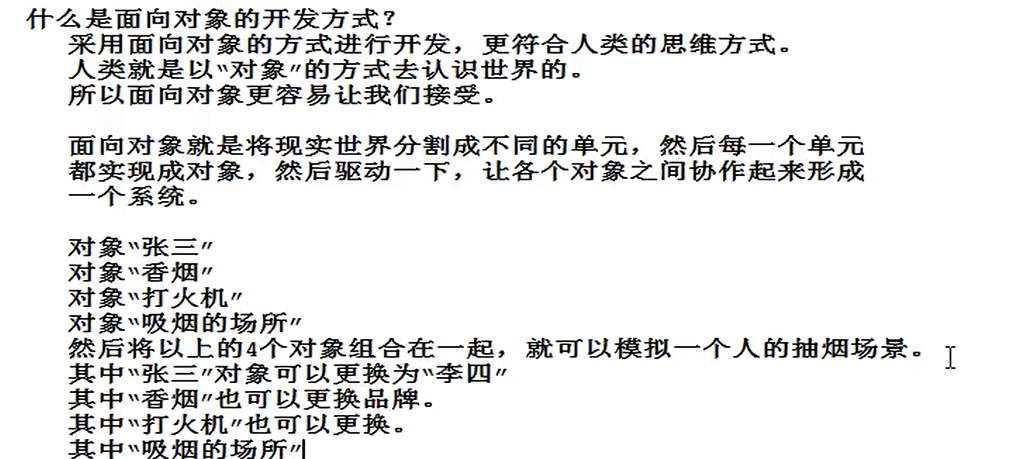 什么是面向对象的开发方式?
采用面向对象的方式进行开发，更符合人类的思维方式。
人类就是以“对象”的方式去认识世界的。
所以面向对象更容易让我们接受。
面向对象就是将现实世界分割成不同的单元，然后每一个单元
都实现成对象，然后驱动一下，让各个对象之间协作起来形成
一个系统。
对象“张三”
对象“香烟”
对象“打火机”
对象“吸烟的场所”
然后将以上的4个对象组合在一起，就可以模拟一个人的抽烟场景。
其中“张三”对象可以更换为“李四”
其中“香烟”也可以更换品牌。
其中“打火机”也可以更换。
其中“吸烟的场所”